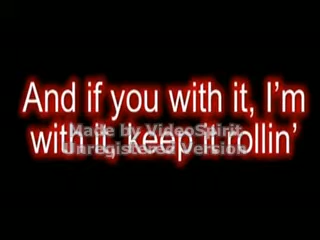 And if you with it, I'm
with it, keep it rollin'
Made by VideoSpirit
Unregistered Version